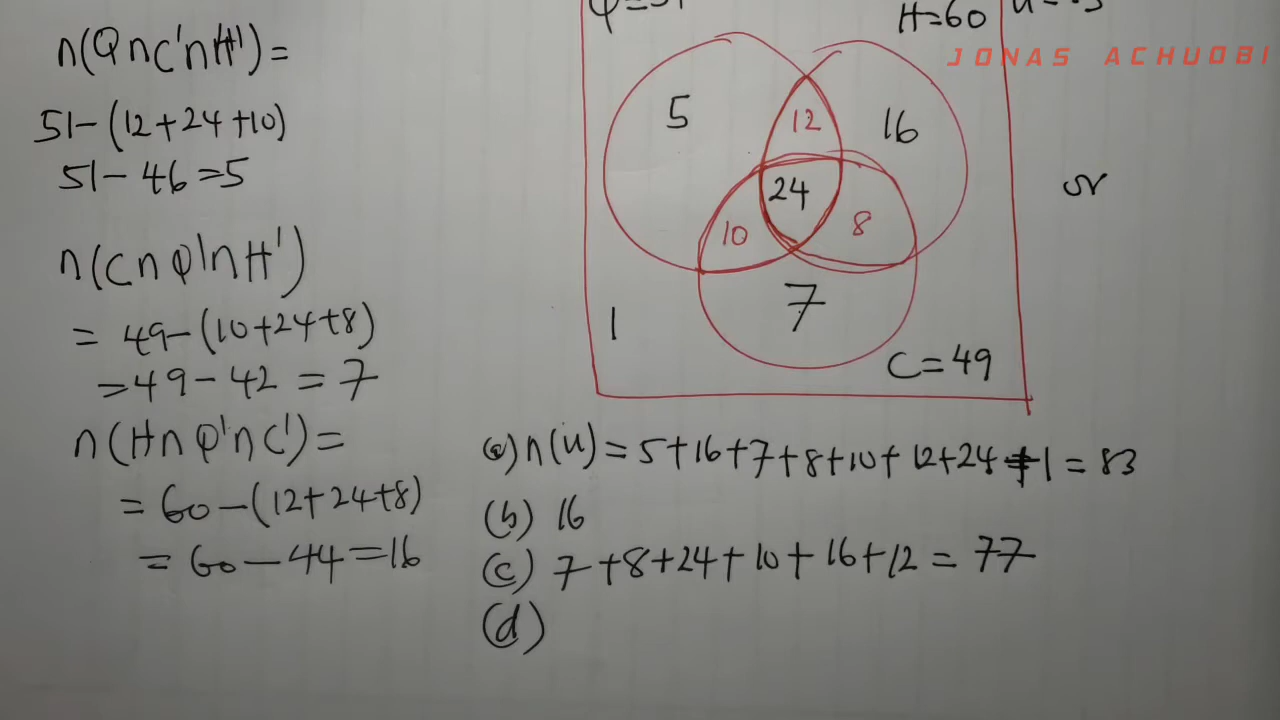 n(Q∩C'∩H')=
51-(12+24+10)
51-46=5
n(C∩Q'∩H')
= 49-(10+24+8)
=49-42=7
n(H∩Q'∩C')=
=60-(12+24+8)
=60-44=16
H=60
JONAS ACHUOBI
5
12
16
24
10
8
7
1
C=49
or
(a) n(u)=5+16+7+8+10+12+24+1=83
(b) 16
(c) 7+8+24+10+16+12=77
(d)